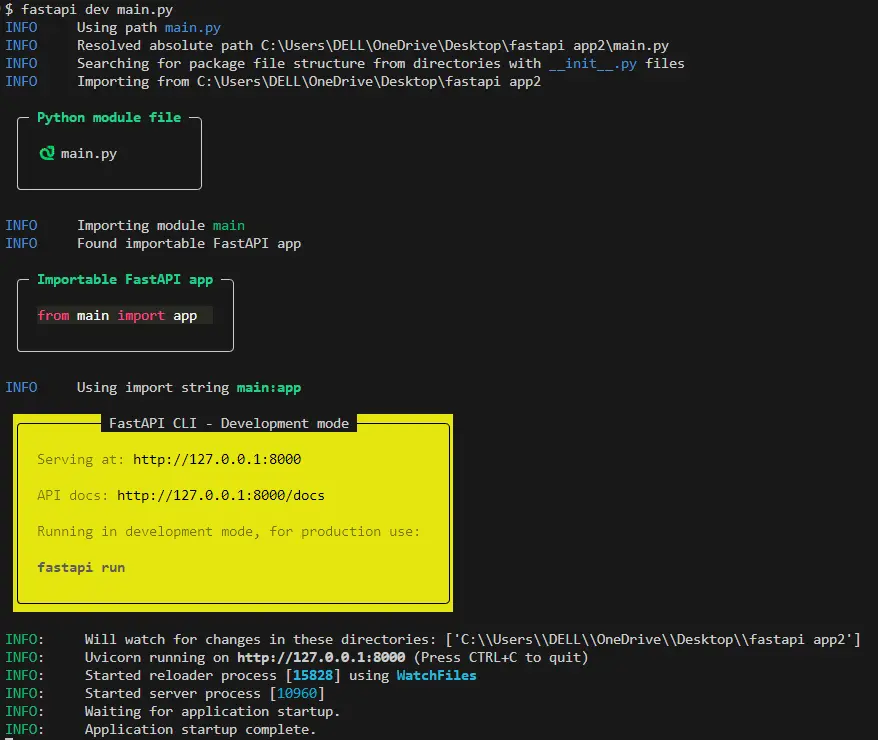 $ fastapi dev main.py
INFO     Using path main.py
INFO     Resolved absolute path C:\Users\DELL\OneDrive\Desktop\fastapi app2\main.py
INFO     Searching for package file structure from directories with __init__.py files
INFO     Importing from C:\Users\DELL\OneDrive\Desktop\fastapi app2
Python module file
main.py
INFO     Importing module main
INFO     Found importable FastAPI app
Importable FastAPI app
from main import app
INFO     Using import string main:app
FastAPI CLI - Development mode
Serving at: http://127.0.0.1:8000
API docs: http://127.0.0.1:8000/docs
Running in development mode, for production use:
fastapi run
INFO:     Will watch for changes in these directories: ['C:\\Users\\DELL\\OneDrive\\Desktop\\fastapi app2']
INFO:     Uvicorn running on http://127.0.0.1:8000 (Press CTRL+C to quit)
INFO:     Started reloader process [15828] using WatchFiles
INFO:     Started server process [10960]
INFO:     Waiting for application startup.
INFO:     Application startup complete.